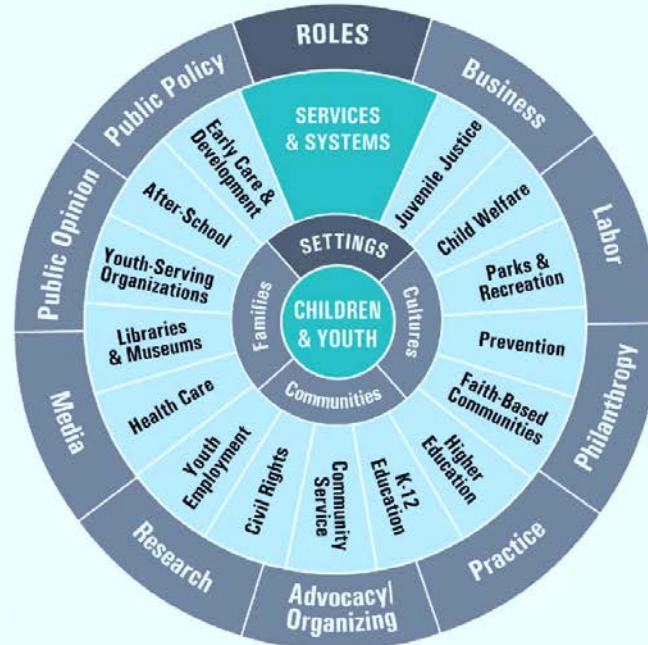 ROLES
Business
Labor
Philanthropy
Practice
Advocacy/
Organizing
Research
Media
Public Opinion
Public Policy
SERVICES
& SYSTEMS
Juvenile Justice
Child Welfare
Parks &
Recreation
Prevention
Faith-Based
Communities
Higher
Education
K-12
Education
Community
Service
Civil Rights
Youth
Employment
Health Care
Libraries
& Museums
Youth-Serving
Organizations
After-School
Early Care &
Development
SETTINGS
Cultures
Communities
Families
CHILDREN
& YOUTH